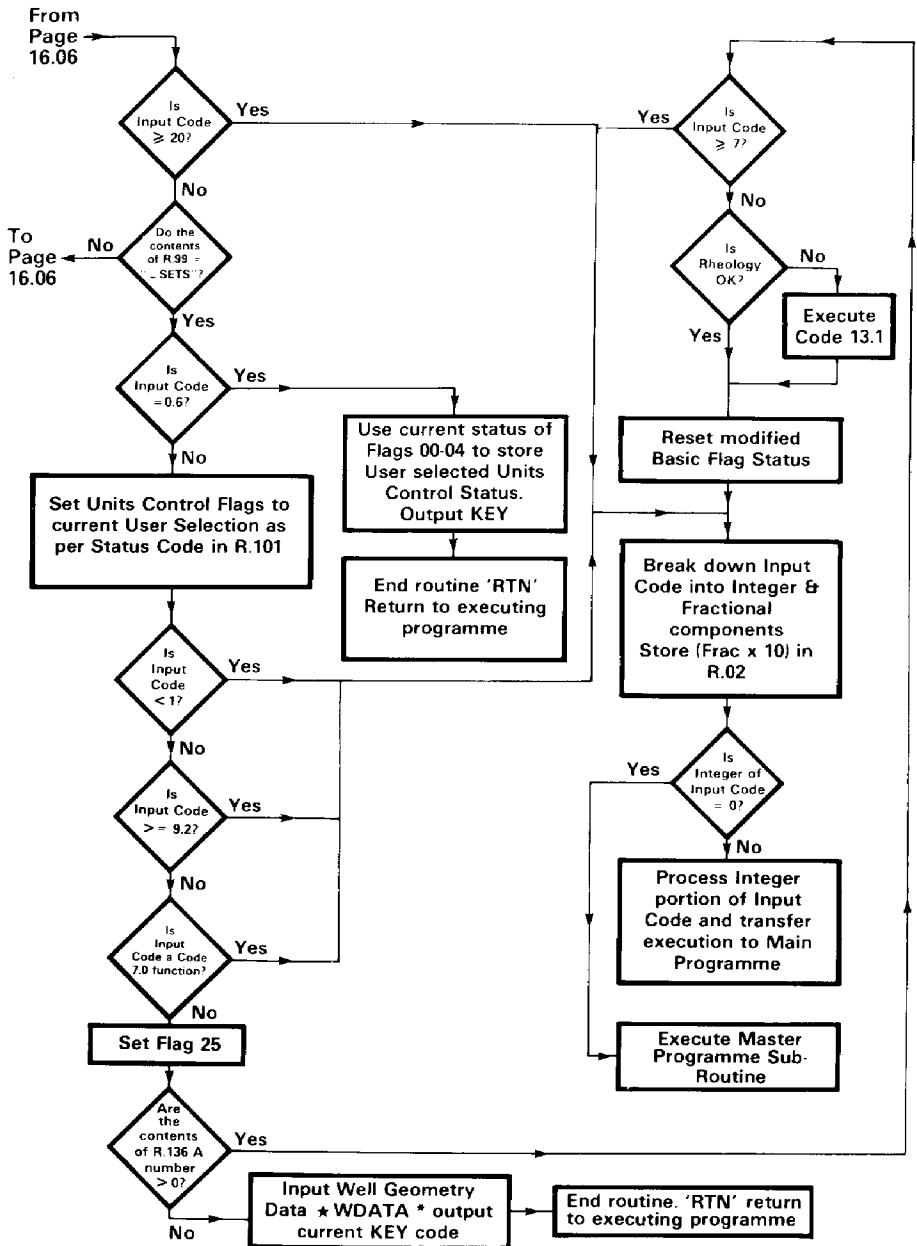 From
Page
16.06
Is
Input Code
⩾ 20?
Yes
No
To
Page
16.06
No
Do the
contents
of R.99 =
SETS"?
Yes
Is
Input Code
= 0.6?
Yes
No
Use current status of
Flags 00-04 to store
User selected Units
Control Status.
Output KEY
End routine 'RTN'
Return to executing
programme
Set Units Control Flags to
current User Selection as
per Status Code in R.101
Is
Input
Code
< 1?
Yes
No
Is
Input Code
> = 9.2?
Yes
No
Is
Input
Code a Code
7.0 function?
Yes
No
Set Flag 25
Are
the
contents
of R.136 A
number
> 0?
Yes
No
Input Well Geometry
Data ★ WDATA * output
current KEY code
End routine. 'RTN' return
to executing programme
Yes
Is
Input Code
⩾ 7?
No
Is
Rheology
OK?
No
Yes
Execute
Code 13.1
Reset modified
Basic Flag Status
Break down Input
Code into Integer &
Fractional
components
Store (Frac x 10) in
R.02
Is
Integer of
Input Code
= 0?
Yes
No
Process Integer
portion of Input
Code and transfer
execution to Main
Programme
Execute Master
Programme Sub-
Routine